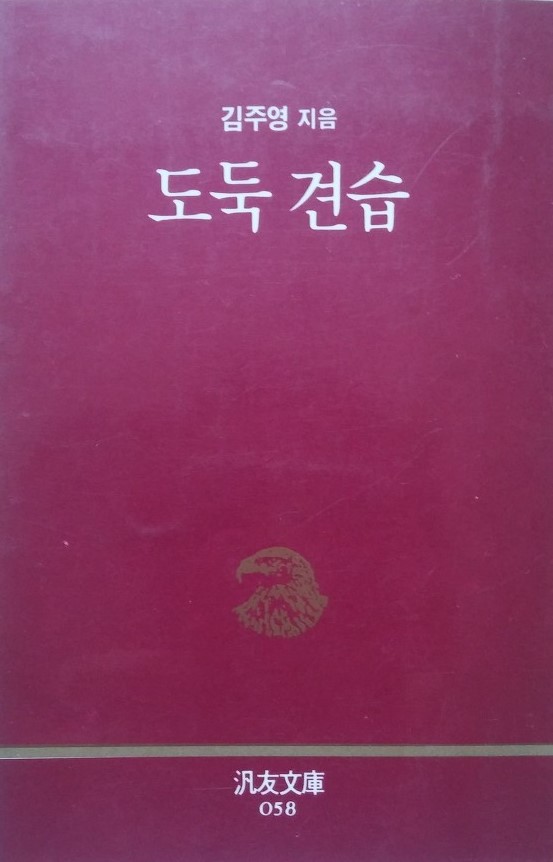 김주영 지음
도둑 견습
汎友文庫
058